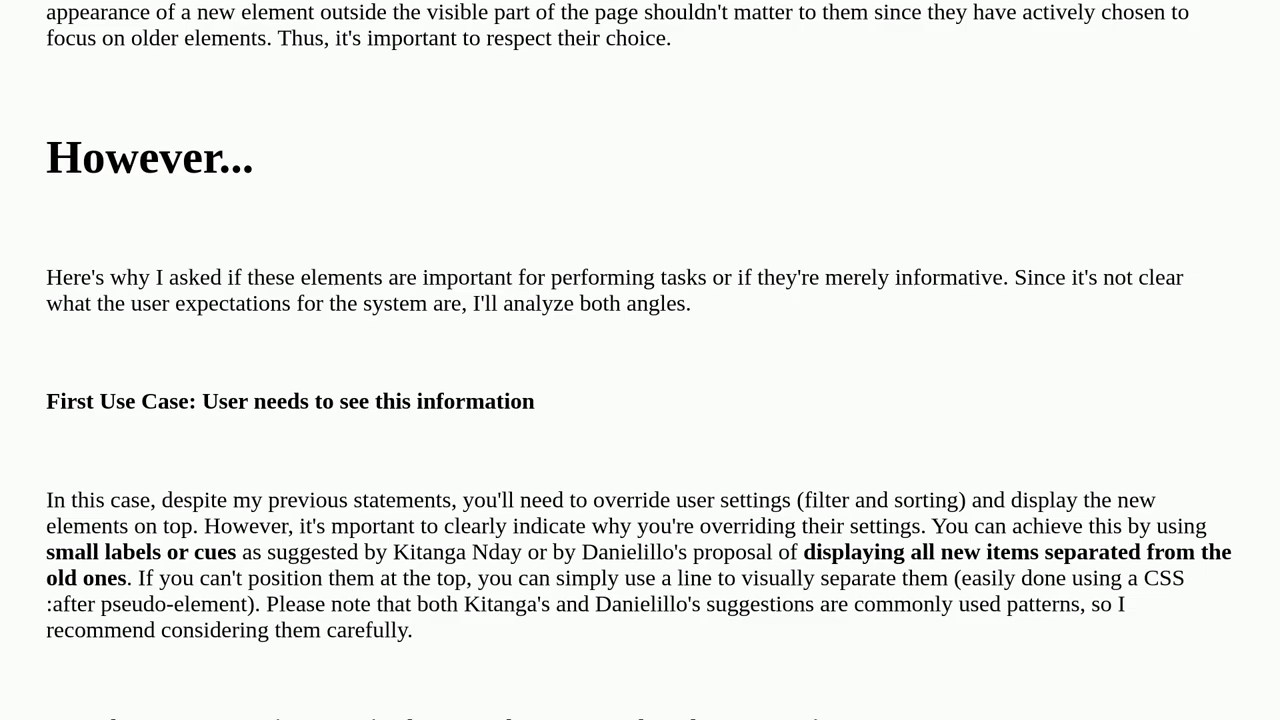 appearance of a new element outside the visible part of the page shouldn't matter to them since they have actively chosen to
focus on older elements. Thus, it's important to respect their choice.
However...
Here's why I asked if these elements are important for performing tasks or if they're merely informative. Since it's not clear
what the user expectations for the system are, I'll analyze both angles.
First Use Case: User needs to see this information
In this case, despite my previous statements, you'll need to override user settings (filter and sorting) and display the new
elements on top. However, it's mportant to clearly indicate why you're overriding their settings. You can achieve this by using
small labels or cues as suggested by Kitanga Nday or by Danielillo's proposal of displaying all new items separated from the
old ones. If you can't position them at the top, you can simply use a line to visually separate them (easily done using a CSS
:after pseudo-element). Please note that both Kitanga's and Danielillo's suggestions are commonly used patterns, so I
recommend considering them carefully.